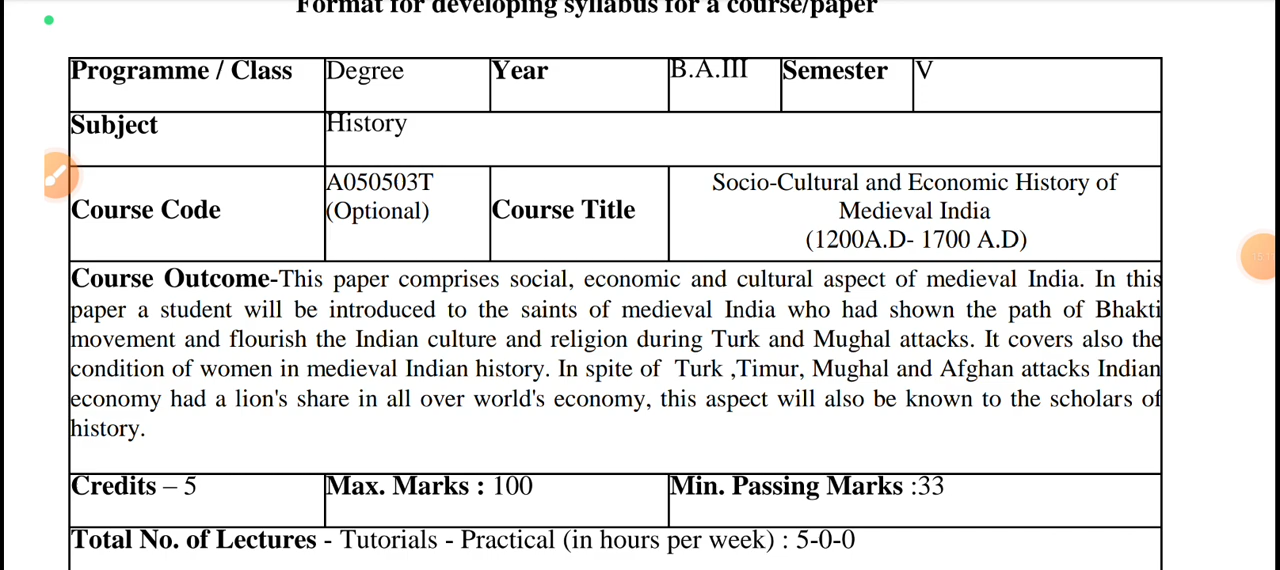 Format for developing syllabus for a course/paper
Programme / Class Degree Year B.A.III Semester V
Subject History
Course Code A050503T (Optional) Course Title Socio-Cultural and Economic History of
Medieval India
(1200A.D- 1700 A.D)
Course Outcome-This paper comprises social, economic and cultural aspect of medieval India. In this
paper a student will be introduced to the saints of medieval India who had shown the path of Bhakti
movement and flourish the Indian culture and religion during Turk and Mughal attacks. It covers also the
condition of women in medieval Indian history. In spite of Turk ,Timur, Mughal and Afghan attacks Indian
economy had a lion's share in all over world's economy, this aspect will also be known to the scholars of
history.
Credits – 5 Max. Marks : 100 Min. Passing Marks :33
Total No. of Lectures - Tutorials - Practical (in hours per week) : 5-0-0